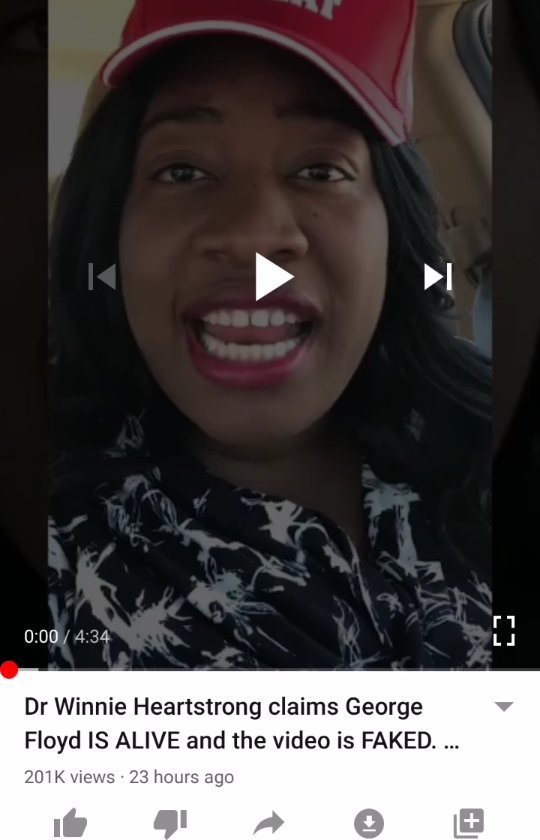 0:00 / 4:34
Dr Winnie Heartstrong claims George
Floyd IS ALIVE and the video is FAKED. ...
201K views · 23 hours ago